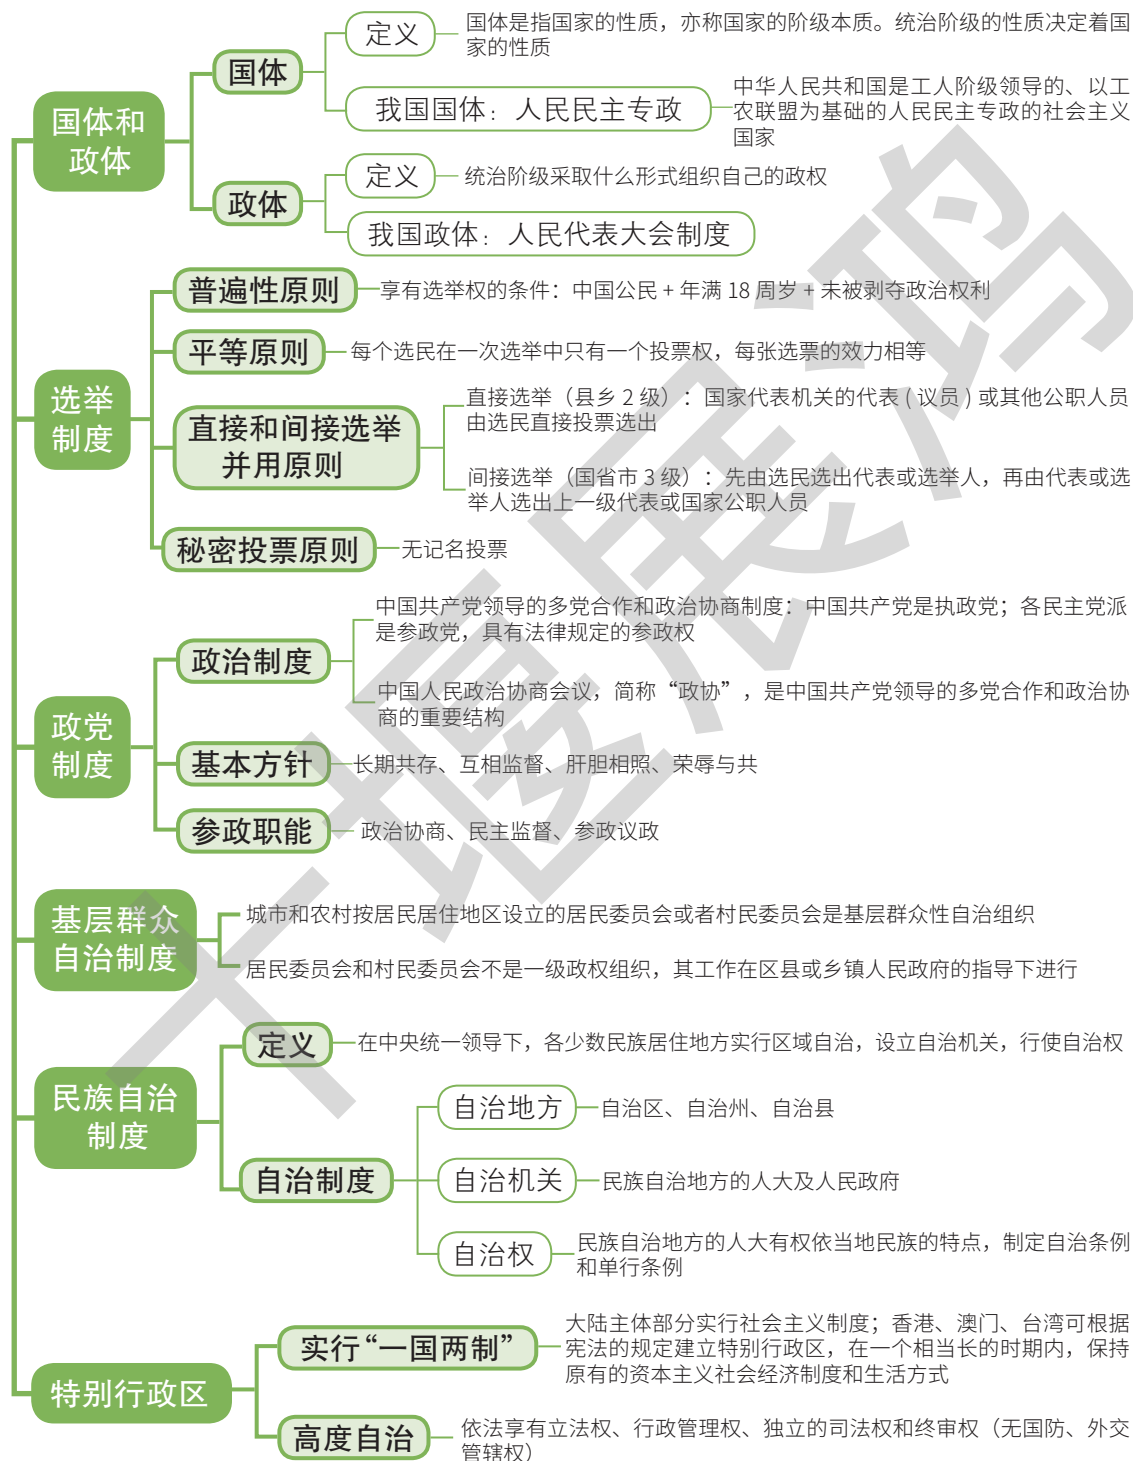 国体和
政体
国体
定义
国体是指国家的性质，亦称国家的阶级本质。统治阶级的性质决定着国
家的性质
我国国体：人民民主专政
中华人民共和国是工人阶级领导的、以工
农联盟为基础的人民民主专政的社会主义
国家
政体
定义
统治阶级采取什么形式组织自己的政权
我国政体：人民代表大会制度
选举
制度
普遍性原则
享有选举权的条件：中国公民 + 年满 18 周岁 + 未被剥夺政治权利
平等原则
每个选民在一次选举中只有一个投票权，每张选票的效力相等
直接和间接选举
并用原则
直接选举（县乡 2 级）：国家代表机关的代表 ( 议员 ) 或其他公职人员
由选民直接投票选出
间接选举（国省市 3 级）：先由选民选出代表或选举人，再由代表或选
举人选出上一级代表或国家公职人员
秘密投票原则
无记名投票
政党
制度
政治制度
中国共产党领导的多党合作和政治协商制度：中国共产党是执政党；各民主党派
是参政党，具有法律规定的参政权
中国人民政治协商会议，简称“政协”，是中国共产党领导的多党合作和政治协
商的重要结构
基本方针
长期共存、互相监督、肝胆相照、荣辱与共
参政职能
政治协商、民主监督、参政议政
基层群众
自治制度
城市和农村按居民居住地区设立的居民委员会或者村民委员会是基层群众性自治组织
居民委员会和村民委员会不是一级政权组织，其工作在区县或乡镇人民政府的指导下进行
民族自治
制度
定义
在中央统一领导下，各少数民族居住地方实行区域自治，设立自治机关，行使自治权
自治制度
自治地方
自治区、自治州、自治县
自治机关
民族自治地方的人大及人民政府
自治权
民族自治地方的人大有权依当地民族的特点，制定自治条例
和单行条例
特别行政区
实行“一国两制”
大陆主体部分实行社会主义制度；香港、澳门、台湾可根据
宪法的规定建立特别行政区，在一个相当长的时期内，保持
原有的资本主义社会经济制度和生活方式
高度自治
依法享有立法权、行政管理权、独立的司法权和终审权（无国防、外交
管辖权）
十堰展鸿